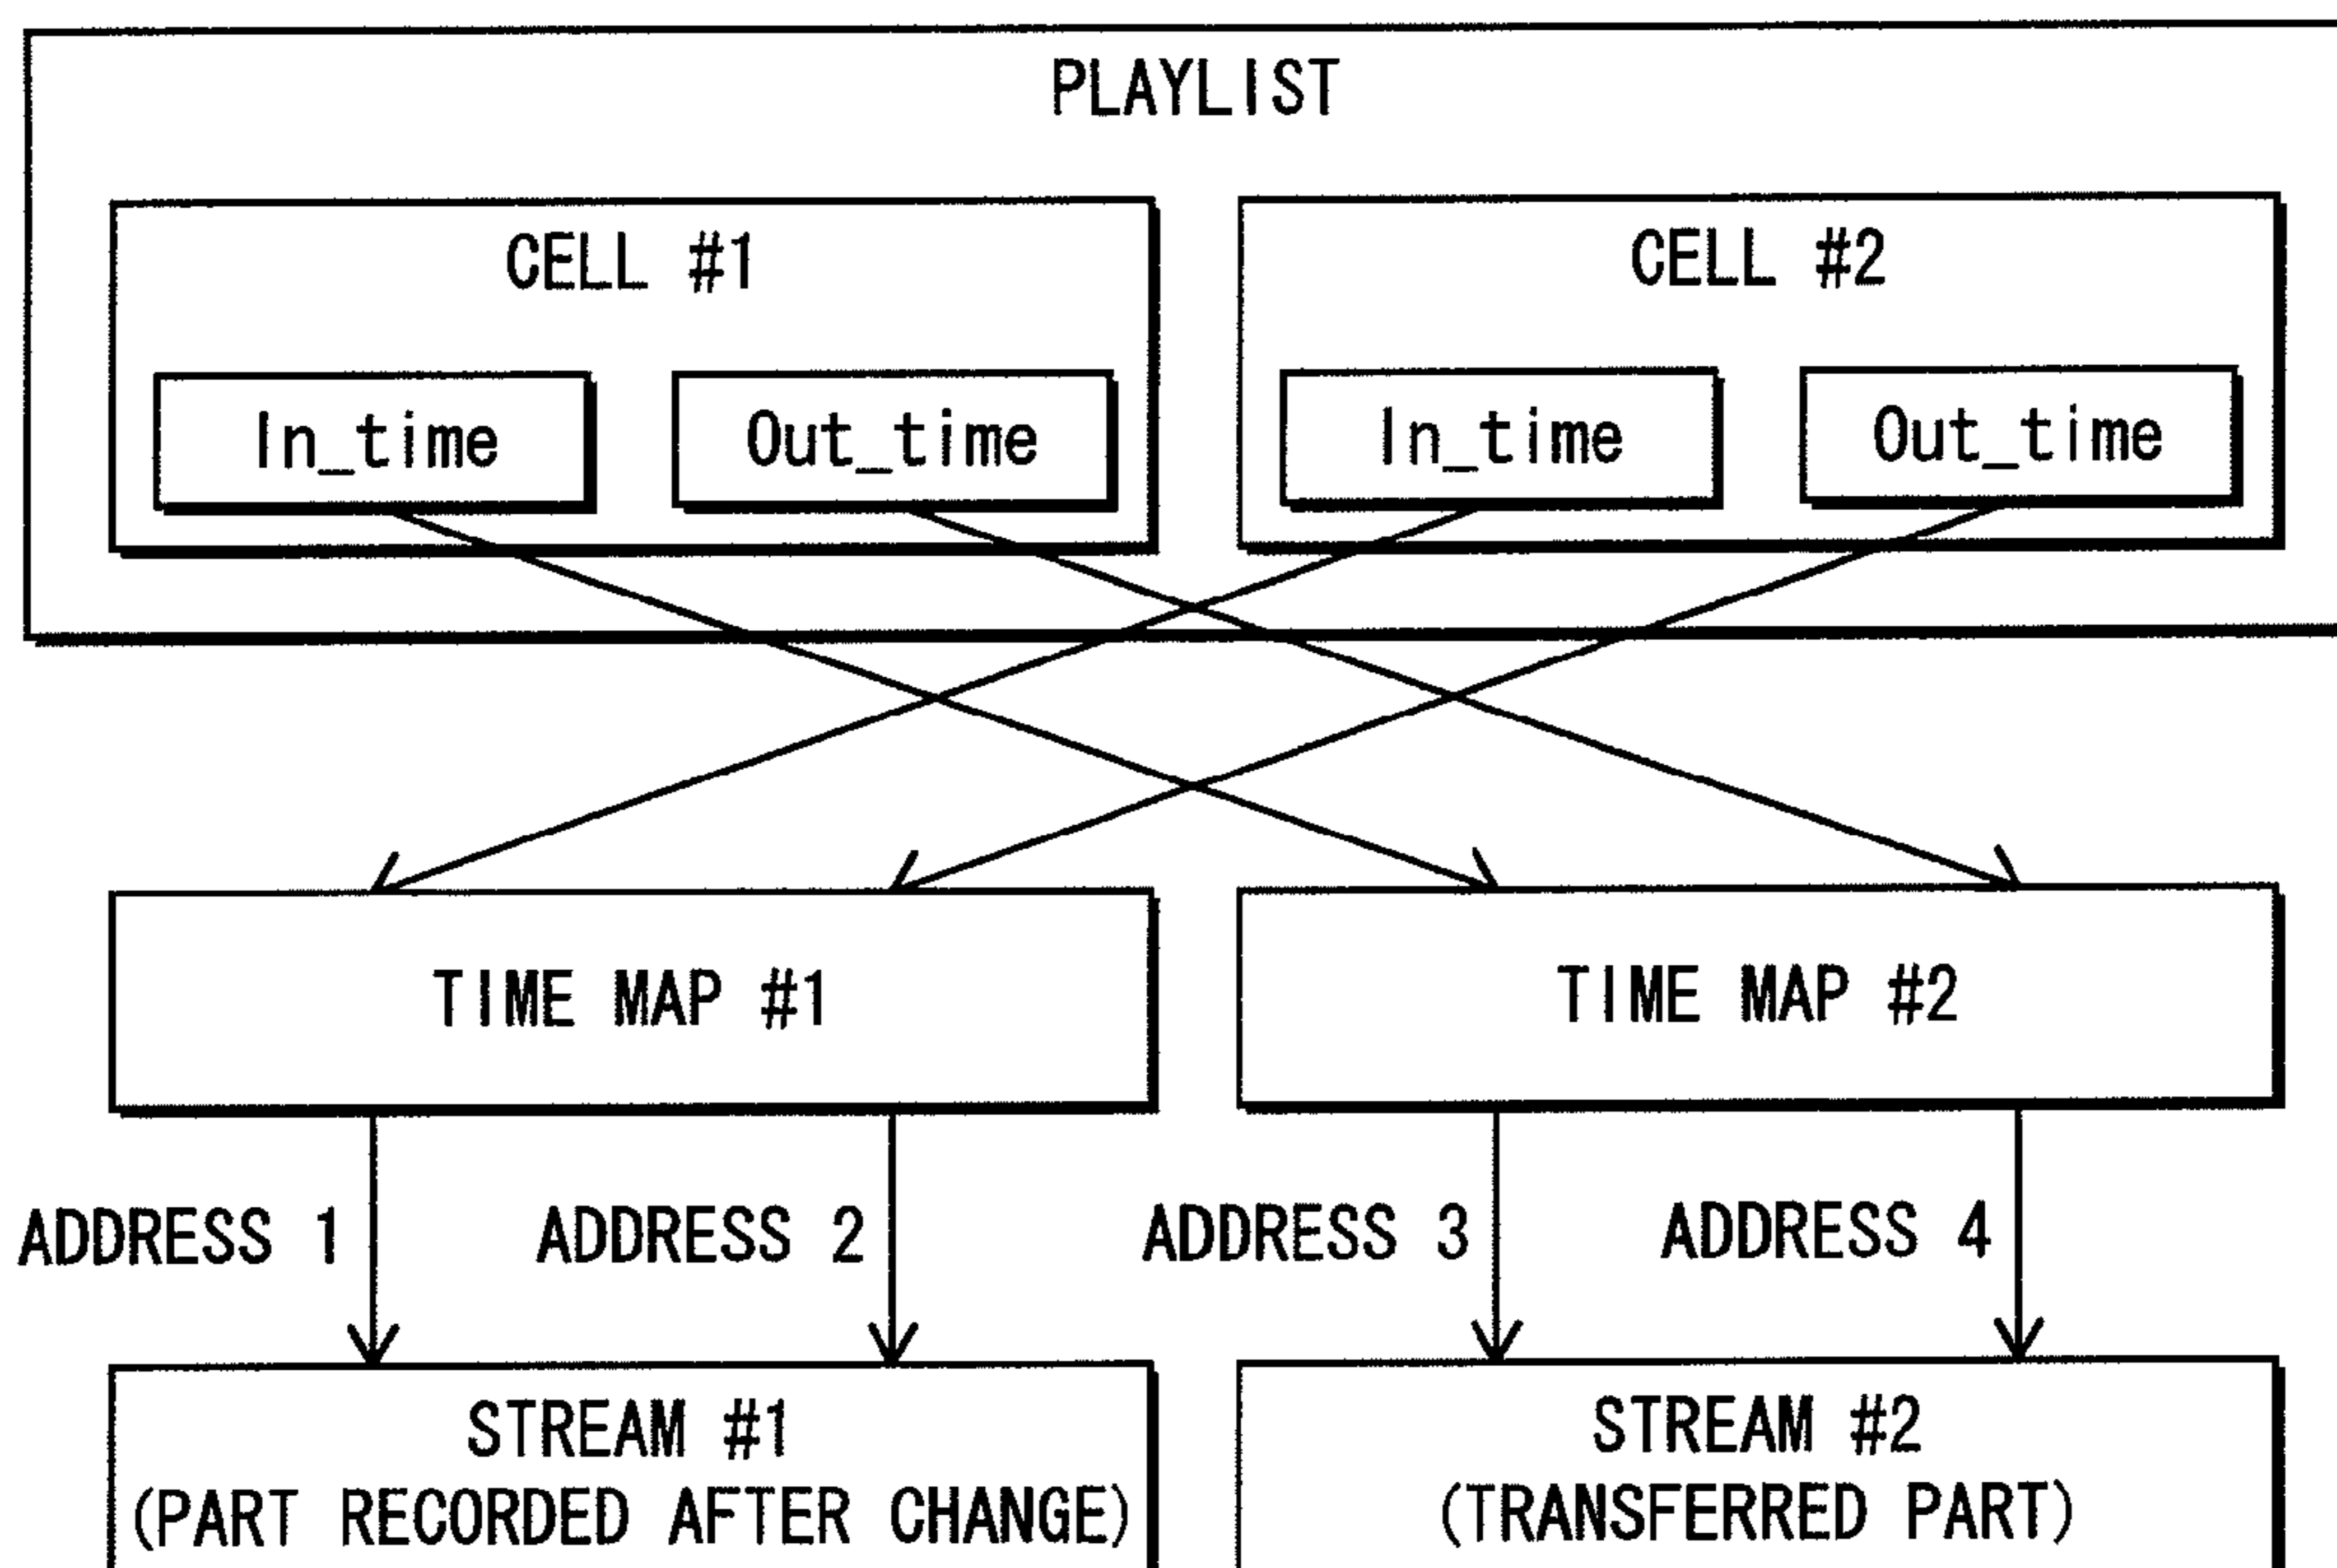 PLAYLIST
CELL #1
CELL #2
In_time
Out_time
In_time
Out_time
TIME MAP #1
TIME MAP #2
ADDRESS 1
ADDRESS 2
ADDRESS 3
ADDRESS 4
STREAM #1
(PART RECORDED AFTER CHANGE)
STREAM #2
(TRANSFERRED PART)